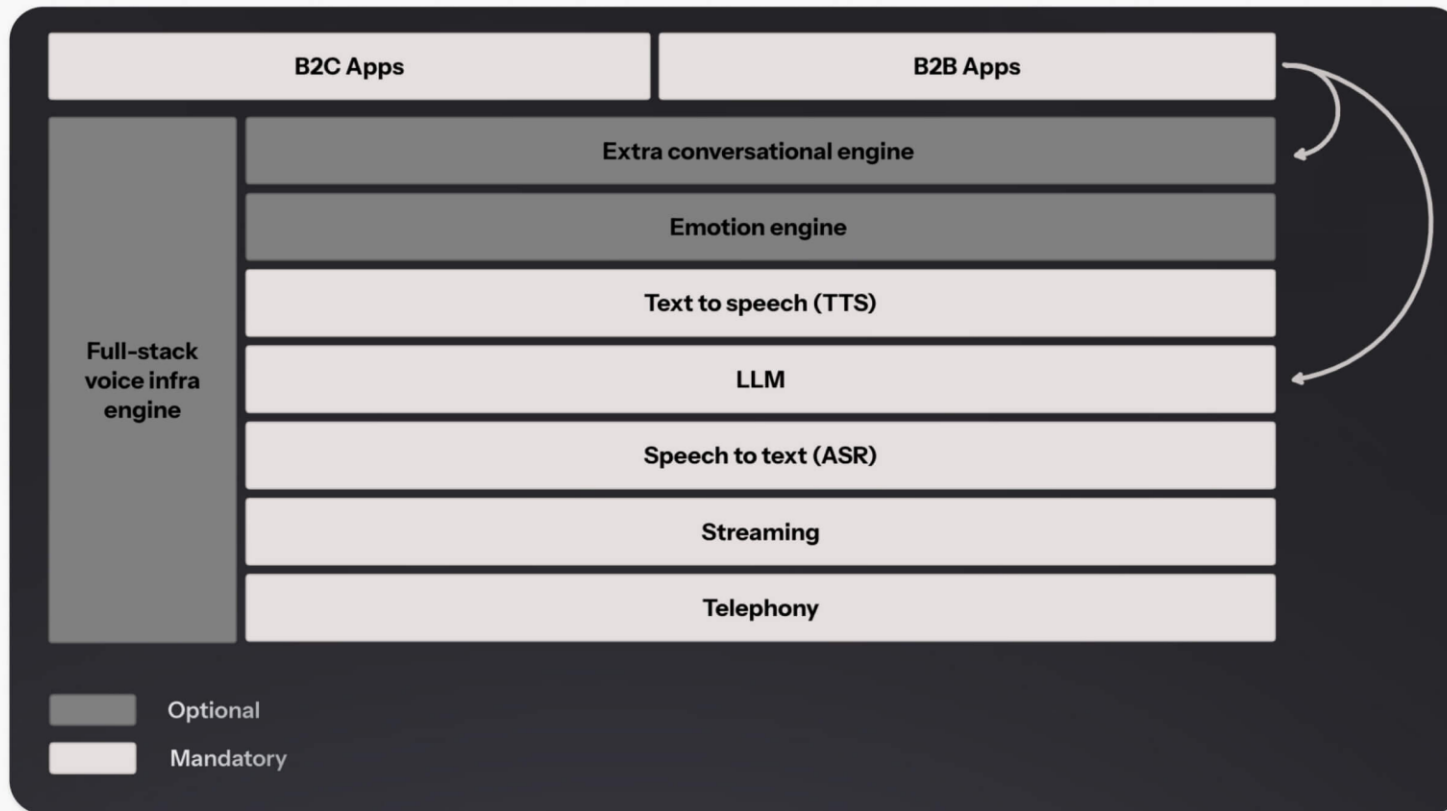 B2C Apps
B2B Apps
Extra conversational engine
Emotion engine
Text to speech (TTS)
Full-stack
voice infra
engine
LLM
Speech to text (ASR)
Streaming
Telephony
Optional
Mandatory